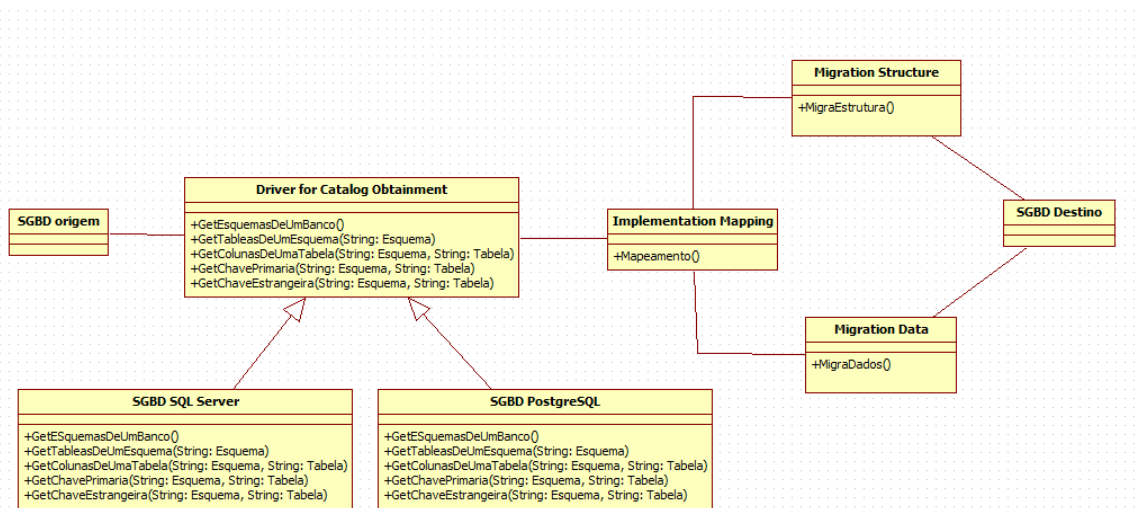 Migration Structure
+MigraEstrutura()
Driver for Catalog Obtainment
+GetEsquemasDeUmBanco()
+GetTableasDeUmEsquema(String: Esquema)
+GetColunasDeUmaTabela(String: Esquema, String: Tabela)
+GetChavePrimaria(String: Esquema, String: Tabela)
+GetChaveEstrangeira(String: Esquema, String: Tabela)
SGBD origem
Implementation Mapping
+Mapeamento()
SGBD Destino
Migration Data
+MigraDados()
SGBD SQL Server
+GetESquemasDeUmBanco()
+GetTableasDeUmEsquema(String: Esquema)
+GetColunasDeUmaTabela(String: Esquema, String: Tabela)
+GetChavePrimaria(String: Esquema, String: Tabela)
+GetChaveEstrangeira(String: Esquema, String: Tabela)
SGBD PostgreSQL
+GetESquemasDeUmBanco()
+GetTableasDeUmEsquema(String: Esquema)
+GetColunasDeUmaTabela(String: Esquema, String: Tabela)
+GetChavePrimaria(String: Esquema, String: Tabela)
+GetChaveEstrangeira(String: Esquema, String: Tabela)